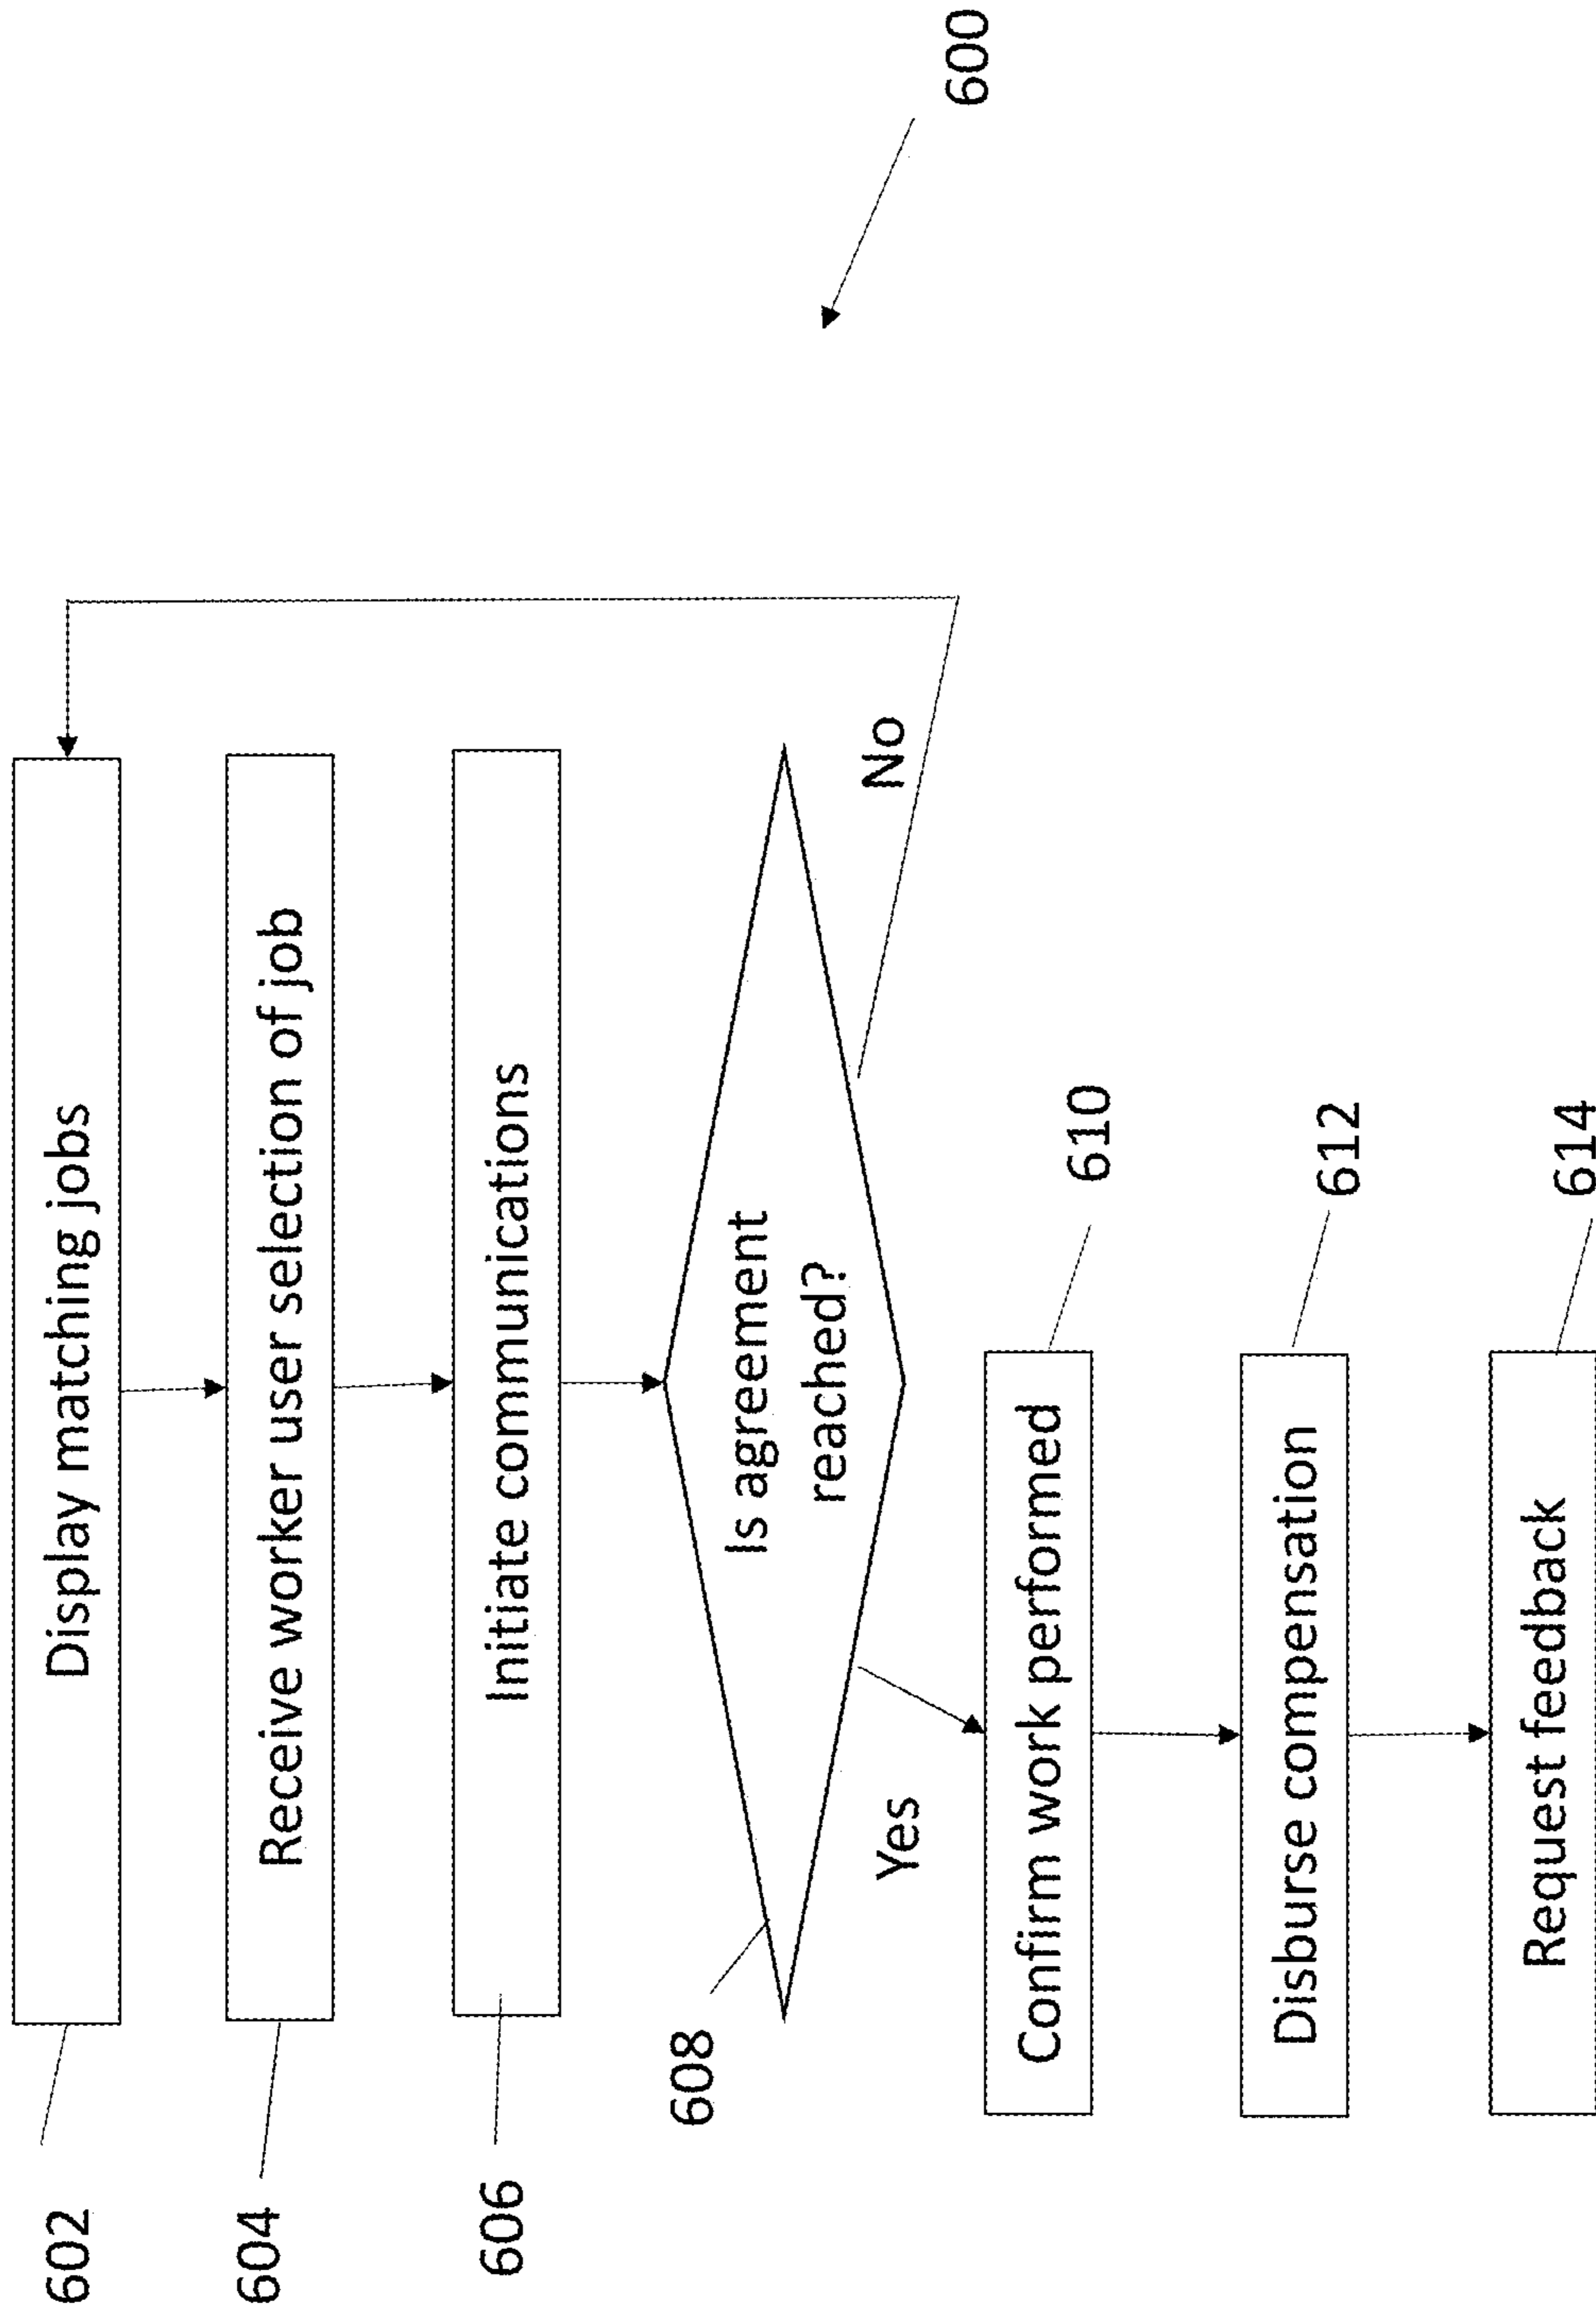 602
Display matching jobs
604
Receive worker user selection of job
606
Initiate communications
608
Is agreement
reached?
No
Yes
Confirm work performed
610
Disburse compensation
612
Request feedback
614
600